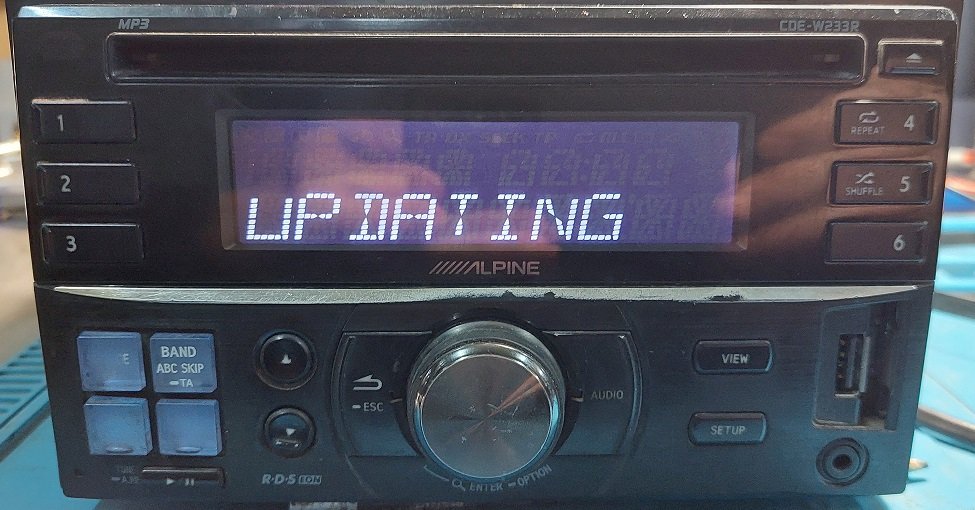 MP3
CDE-W233R
1
2
3
REPEAT 4
SHUFFLE 5
6
UPDATING
ALPINE
BAND
ABC SKIP
TA
ESC
AUDIO
VIEW
SETUP
R·D·S EON
ENTER OPTION